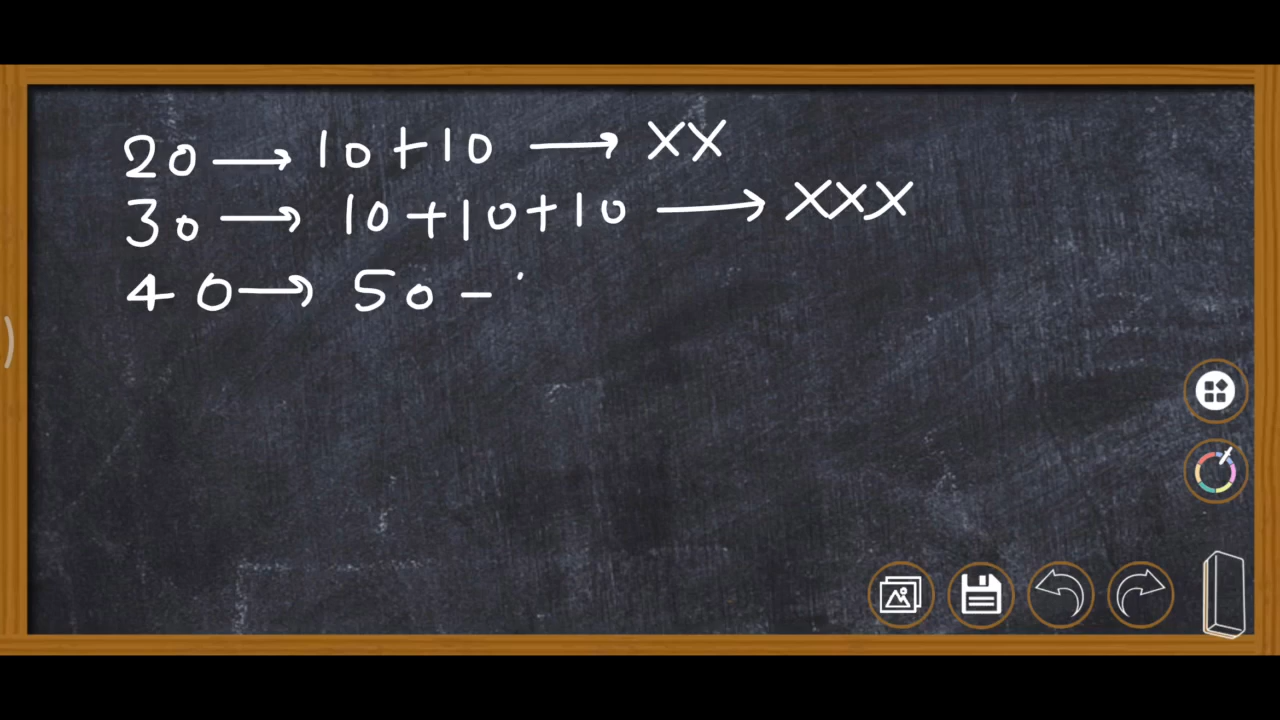 20 → 10 + 10 → XX
30 → 10 + 10 + 10 → XXX
40 → 50 -